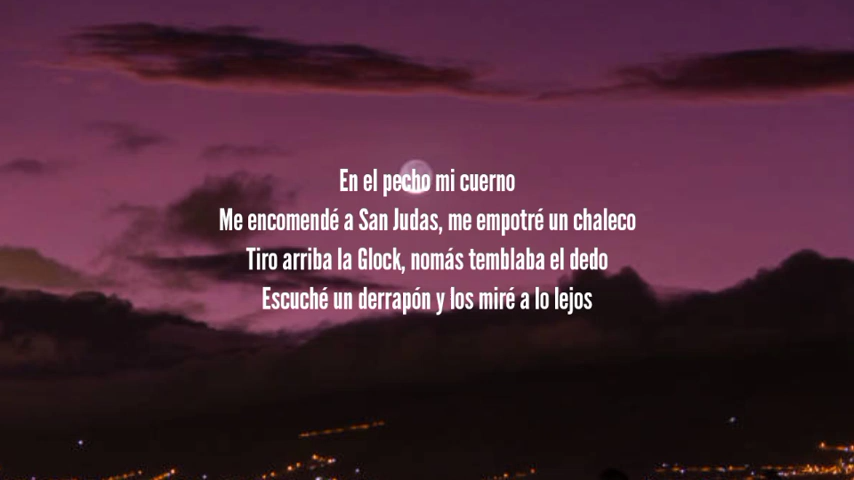 En el pecho mi cuerno
Me encomendé a San Judas, me empotré un chaleco
Tiro arriba la Glock, nomás temblaba el dedo
Escuché un derrapón y los miré a lo lejos